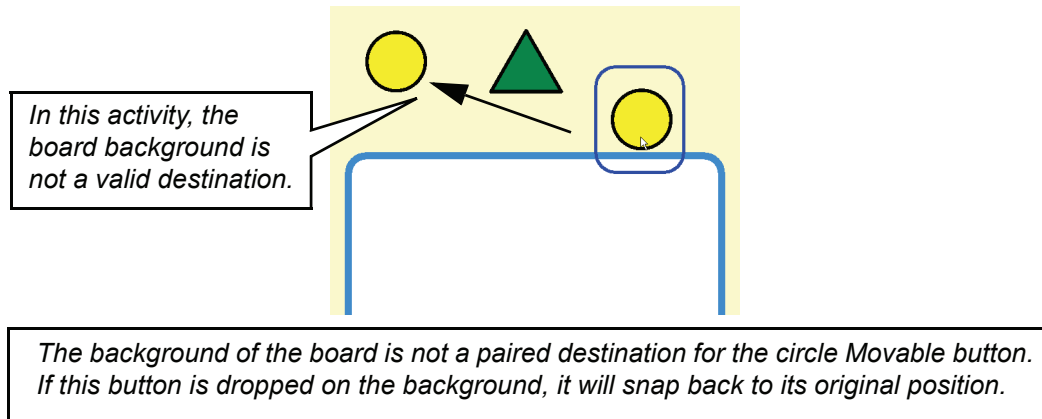 In this activity, the
board background is
not a valid destination.
The background of the board is not a paired destination for the circle Movable button.
If this button is dropped on the background, it will snap back to its original position.